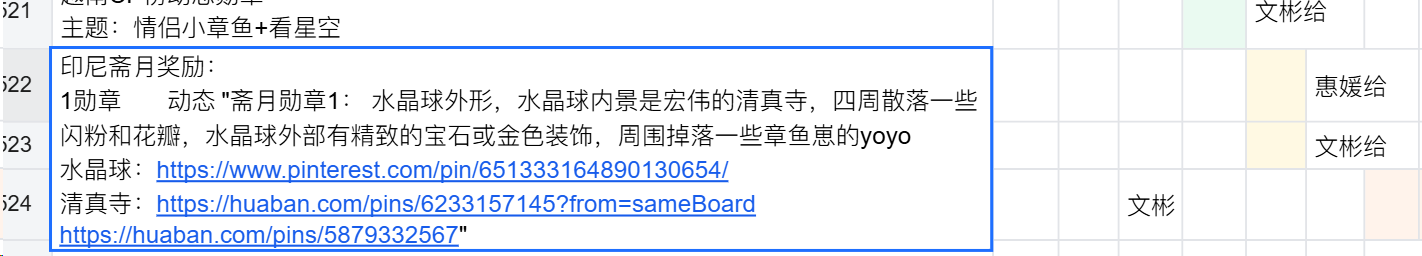 521
文彬给
主题：情侣小章鱼+看星空
522
印尼斋月奖励：
1勋章 动态 "斋月勋章1： 水晶球外形，水晶球内景是宏伟的清真寺，四周散落一些
闪粉和花瓣，水晶球外部有精致的宝石或金色装饰，周围掉落一些章鱼崽的yoyo
水晶球：https://www.pinterest.com/pin/651333164890130654/
清真寺：https://huaban.com/pins/6233157145?from=sameBoard
https://huaban.com/pins/5879332567"
惠媛给
523
文彬给
524
文彬